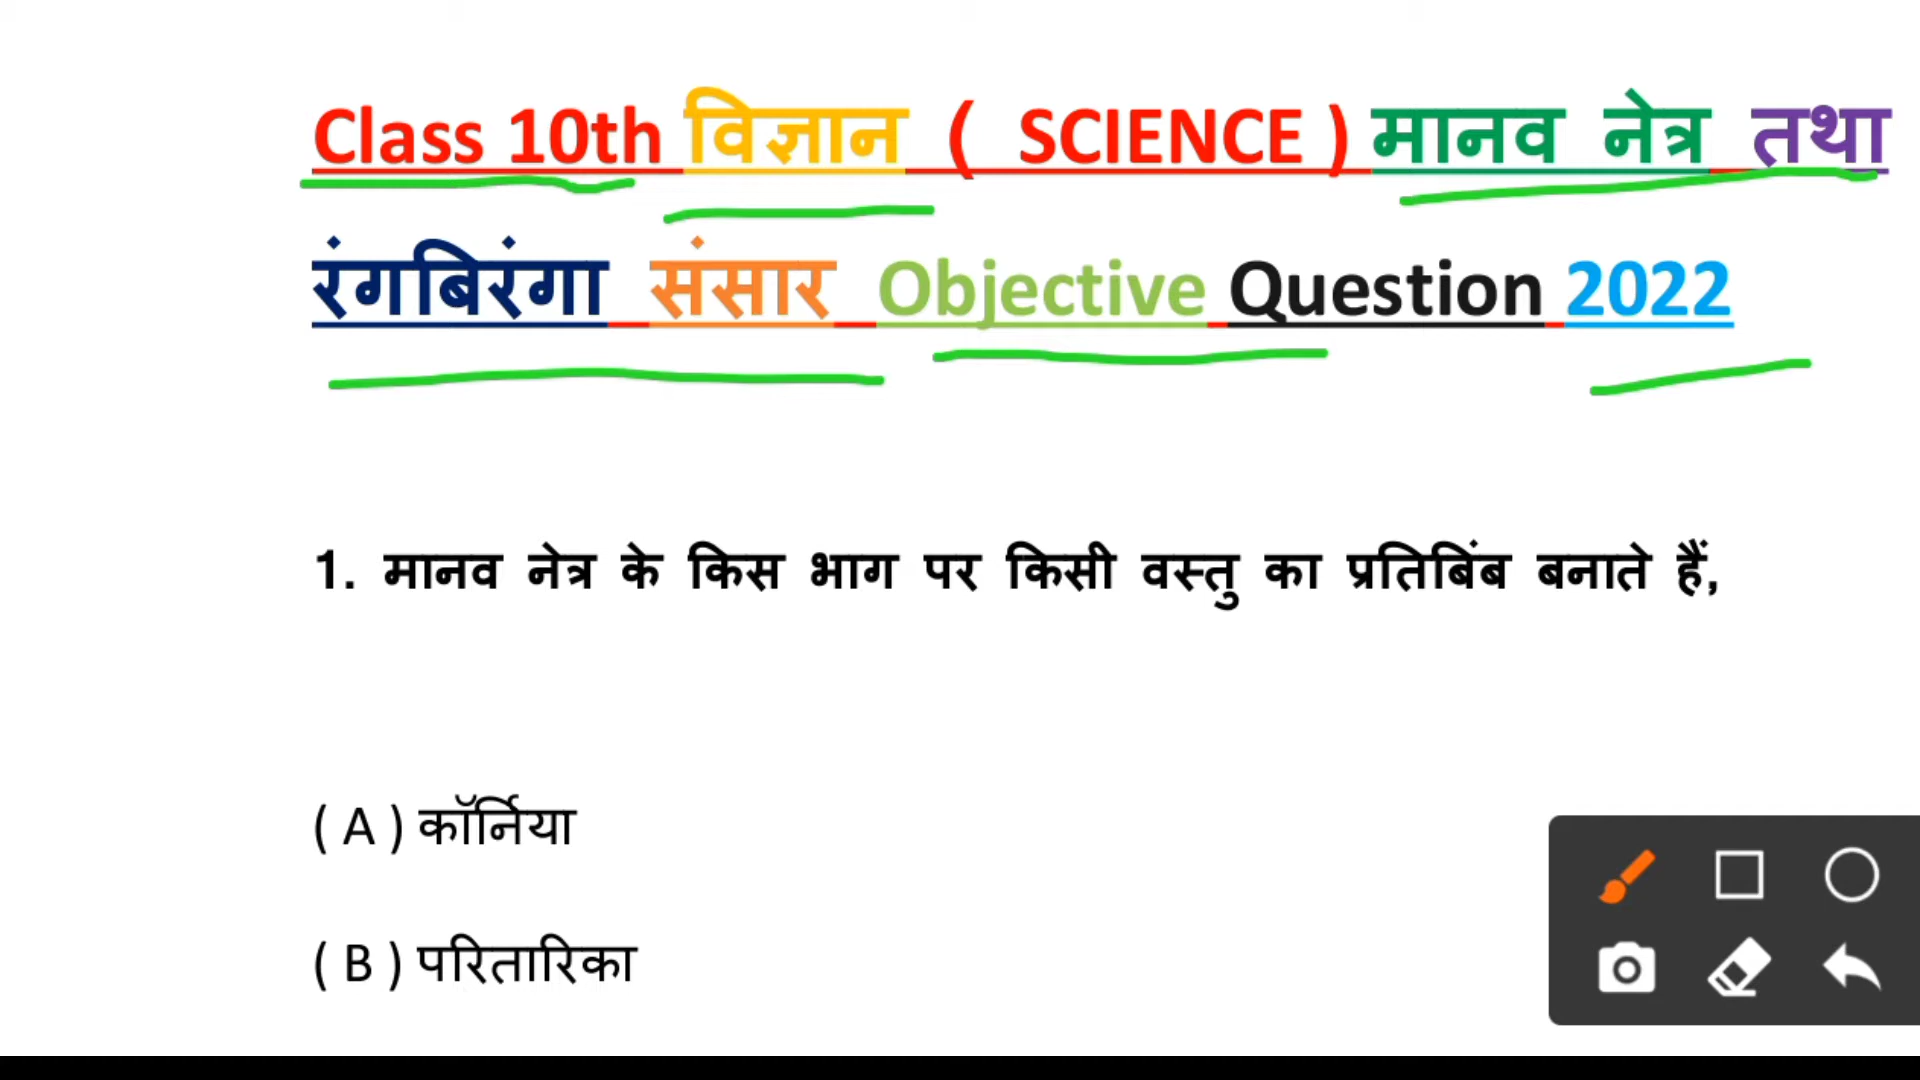 Class 10th विज्ञान ( SCIENCE ) मानव नेत्र तथा
रंगबिरंगा संसार Objective Question 2022
1. मानव नेत्र के किस भाग पर किसी वस्तु का प्रतिबिंब बनाते हैं,
( A ) कॉर्निया
( B ) परितारिका